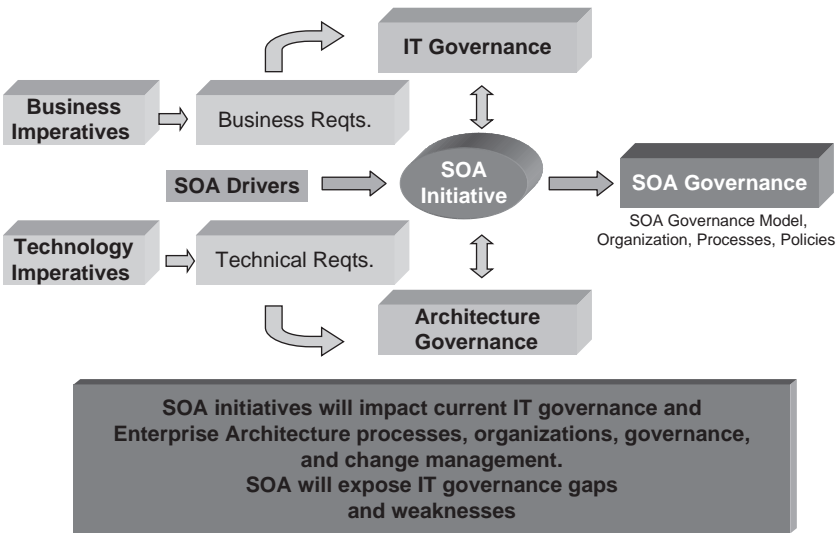 IT Governance
Business
Imperatives
Business Reqts.
SOA Drivers
SOA
Initiative
SOA Governance
SOA Governance Model,
Organization, Processes, Policies
Technology
Imperatives
Technical Reqts.
Architecture
Governance
SOA initiatives will impact current IT governance and
Enterprise Architecture processes, organizations, governance,
and change management.
SOA will expose IT governance gaps
and weaknesses